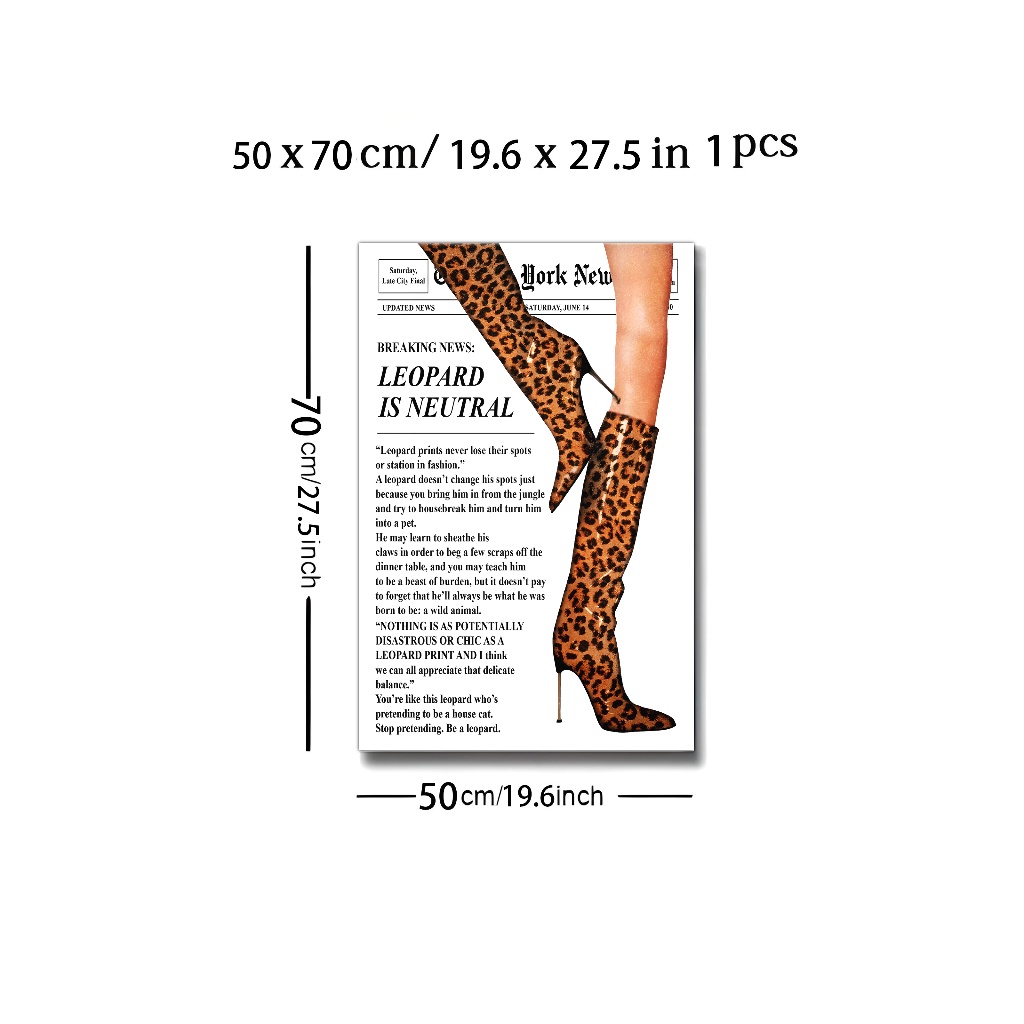 50 x 70 cm/ 19.6 x 27.5 in 1 pcs
Saturday,
Late City Final
York New
UPDATED NEWS
SATURDAY, JUNE 14
BREAKING NEWS:
LEOPARD
IS NEUTRAL
“Leopard prints never lose their spots
or station in fashion.”
A leopard doesn’t change his spots just
because you bring him in from the jungle
and try to housebreak him and turn him
into a pet.
He may learn to sheathe his
claws in order to beg a few scraps off the
dinner table, and you may teach him
to be a beast of burden, but it doesn’t pay
to forget that he’ll always be what he was
born to be: a wild animal.
“NOTHING IS AS POTENTIALLY
DISASTROUS OR CHIC AS A
LEOPARD PRINT AND I think
we can all appreciate that delicate
balance.”
You’re like this leopard who’s
pretending to be a house cat.
Stop pretending. Be a leopard.
70cm/27.5inch
50cm/19.6inch